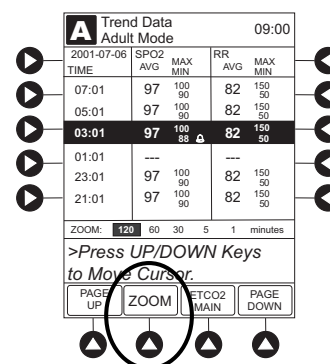 A Trend Data 09:00
Adult Mode
2001-07-06 SPO2 RR
TIME AVG MAX MIN AVG MAX MIN
07:01 97 100 90 82 150 50
05:01 97 100 90 82 150 50
03:01 97 100 88 82 150 50
01:01 --- ---
23:01 97 100 90 82 150 50
21:01 97 100 90 82 150 50
ZOOM: 120 60 30 5 1 minutes
>Press UP/DOWN Keys
to Move Cursor.
PAGE UP ZOOM ETCO2 MAIN PAGE DOWN